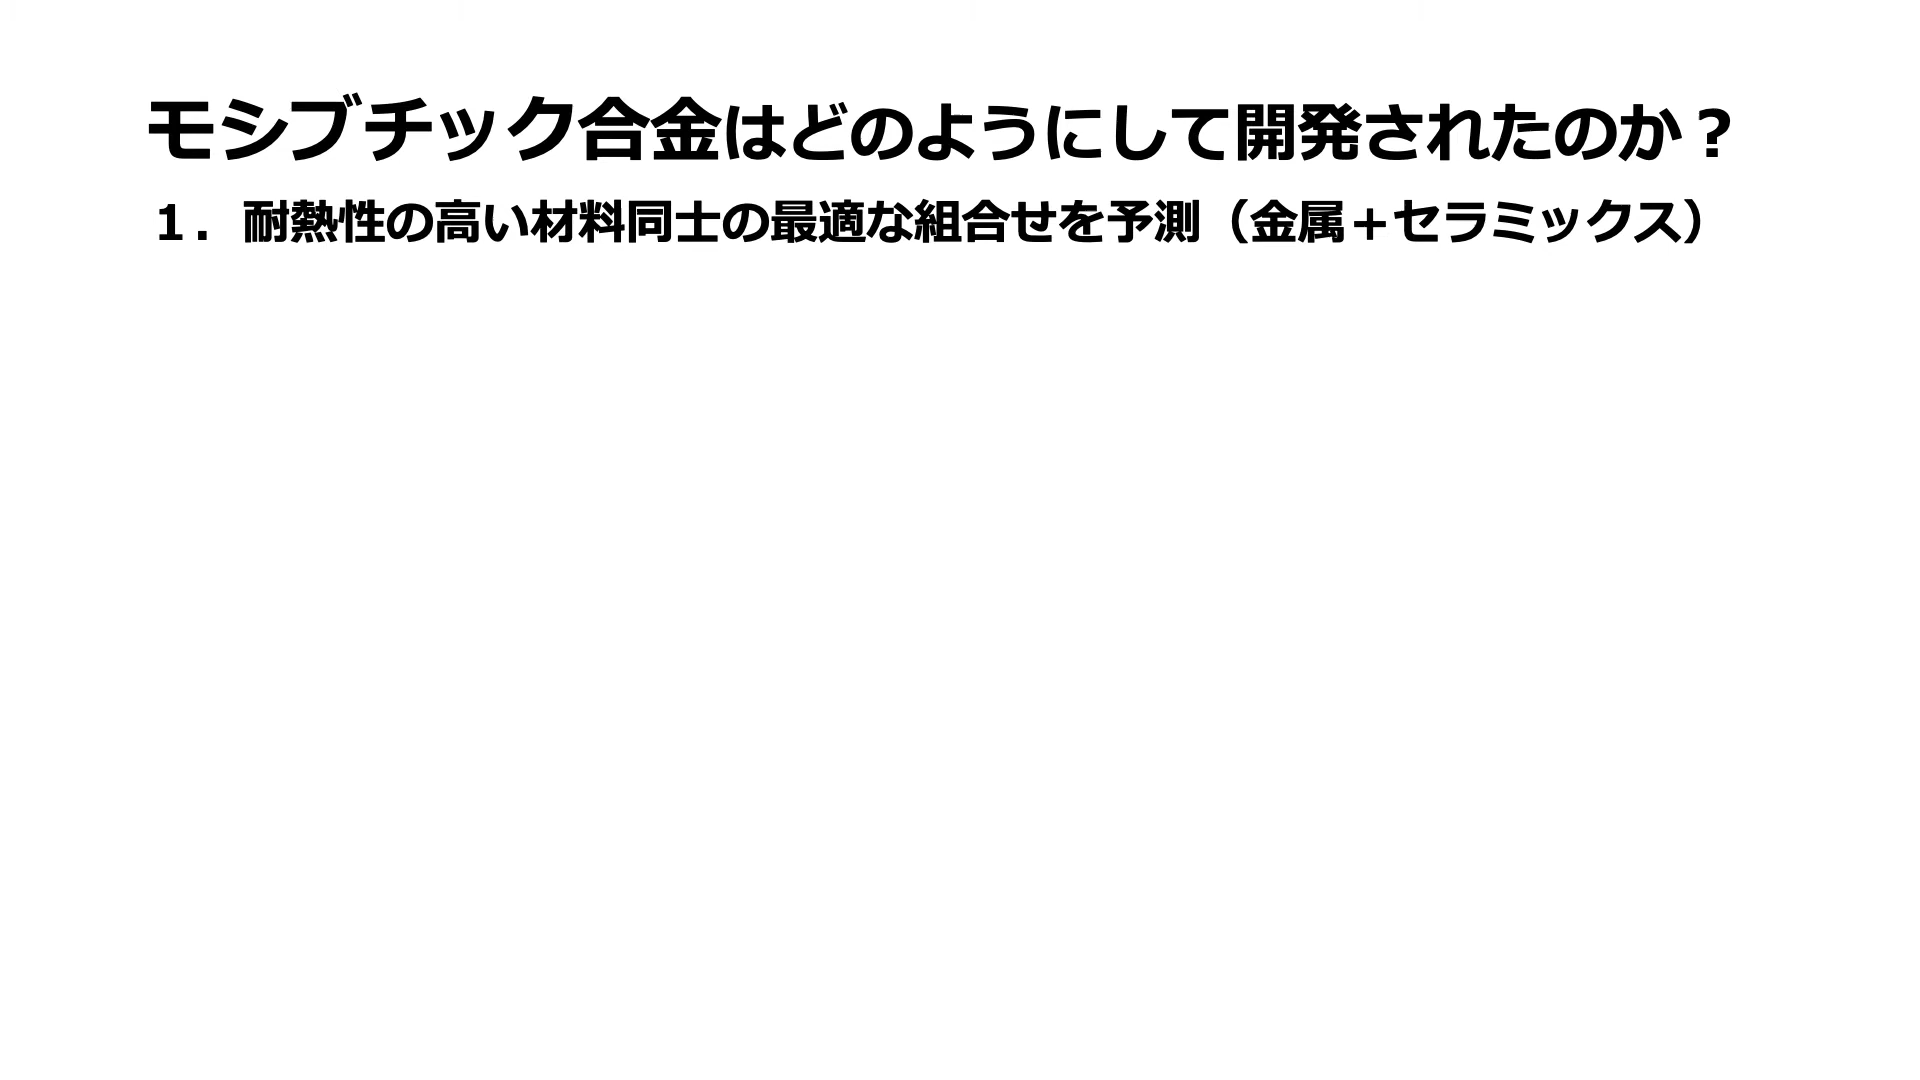 モシブチック合金はどのようにして開発されたのか？
１．耐熱性の高い材料同士の最適な組合せを予測（金属＋セラミックス）